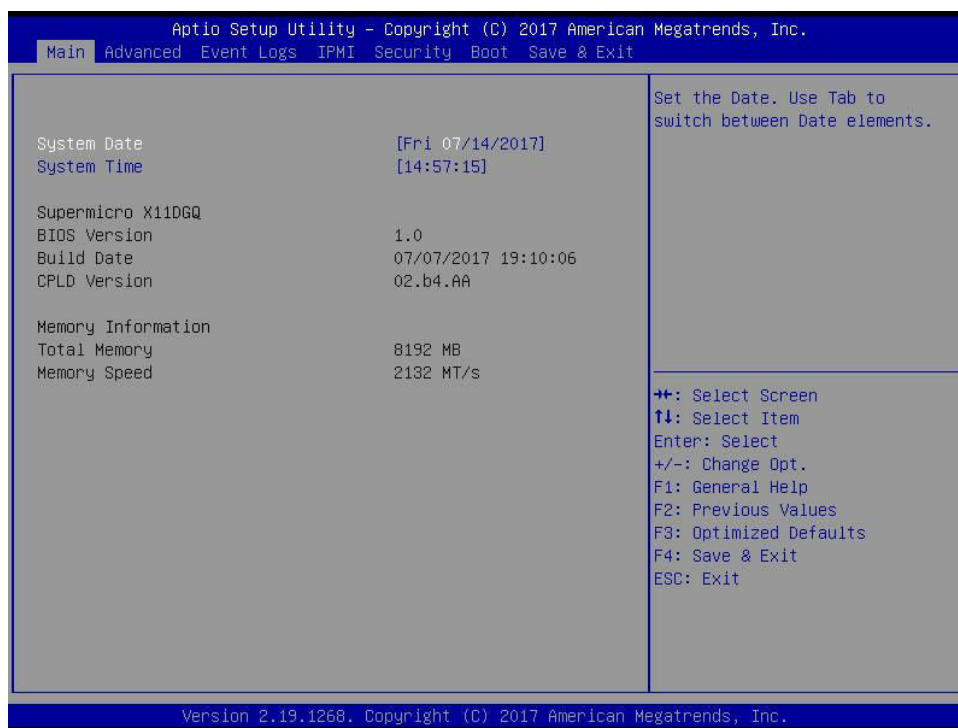 Aptio Setup Utility – Copyright (C) 2017 American Megatrends, Inc.
Main Advanced Event Logs IPMI Security Boot Save & Exit
System Date [Fri 07/14/2017]
System Time [14:57:15]
Supermicro X11DGQ
BIOS Version 1.0
Build Date 07/07/2017 19:10:06
CPLD Version 02.b4.AA
Memory Information
Total Memory 8192 MB
Memory Speed 2132 MT/s
Set the Date. Use Tab to
switch between Date elements.
→←: Select Screen
↑↓: Select Item
Enter: Select
+/-: Change Opt.
F1: General Help
F2: Previous Values
F3: Optimized Defaults
F4: Save & Exit
ESC: Exit
Version 2.19.1268. Copyright (C) 2017 American Megatrends, Inc.